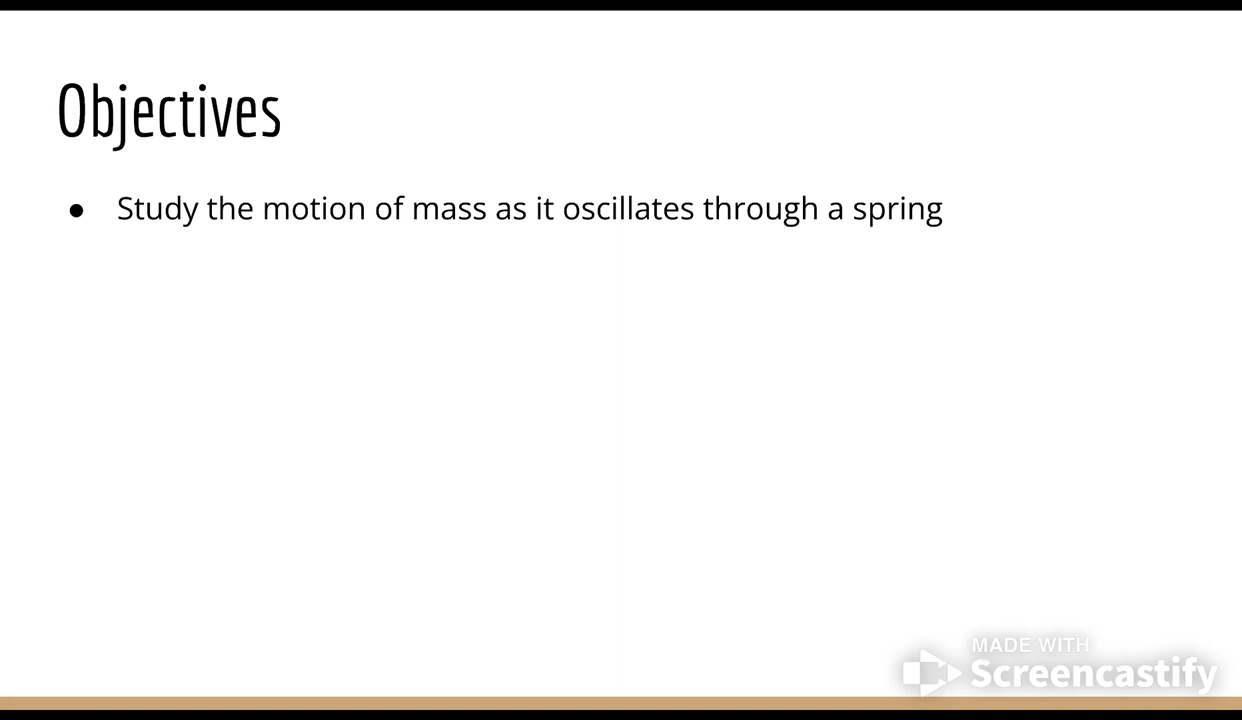 Objectives
● Study the motion of mass as it oscillates through a spring
MADE WITH
Screencastify